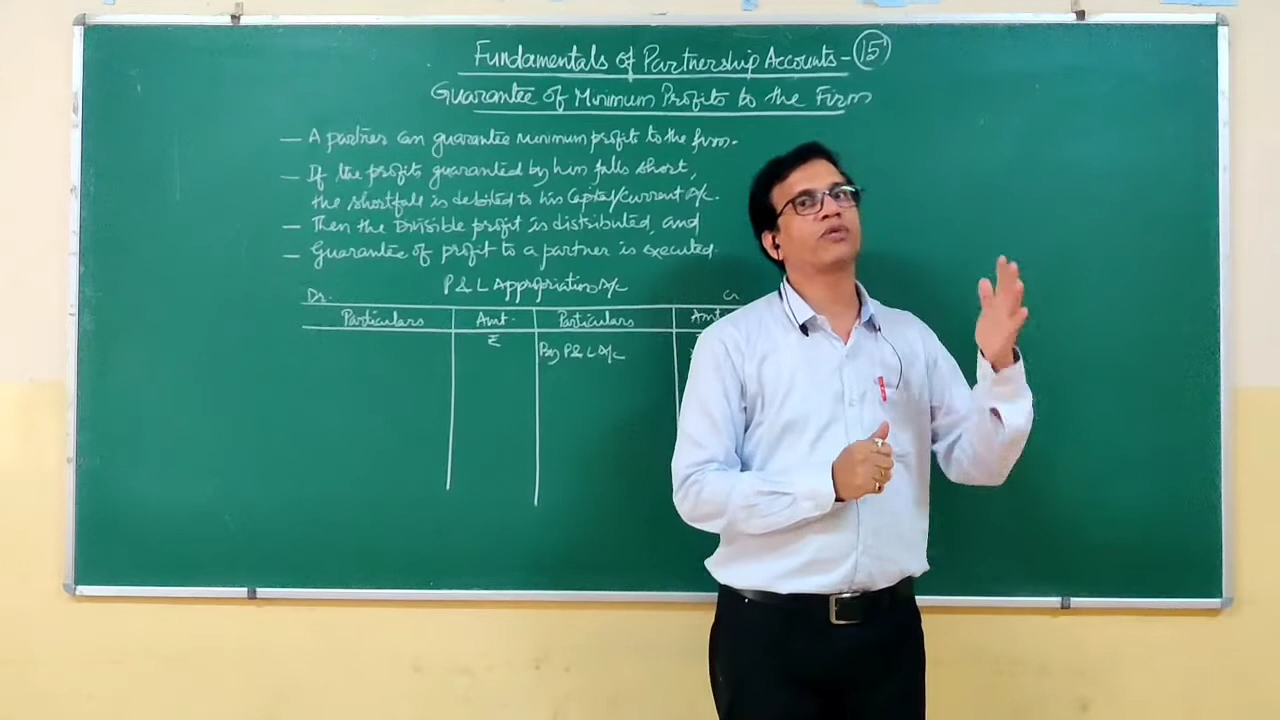 Fundamentals of Partnership Accounts - 15
Guarantee of Minimum Profits to the Firm
— A partner can guarantee minimum profit to the firm.
— If the profit guaranteed by him falls short,
the shortfall is debited to his Capital/Current A/c.
— Then the Divisible profit is distributed, and
— Guarantee of profit to a partner is executed.
P & L Appropriation A/c
Dr. Cr
Particulars Amt. Particulars Amt
₹
By P & L A/c